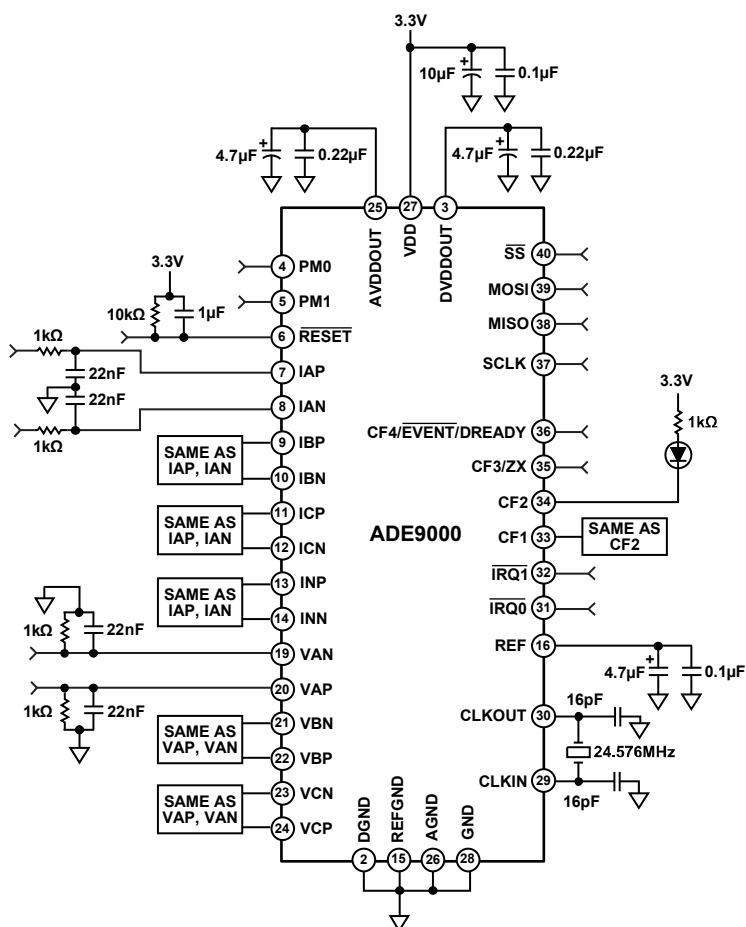 3.3V
10µF
+
0.1µF
4.7µF
+
0.22µF
4.7µF
+
0.22µF
25
27
3
AVDDOUT
VDD
DVDDOUT
4
PM0
5
PM1
3.3V
10kΩ
1µF
6
RESET
1kΩ
7
IAP
22nF
22nF
8
IAN
1kΩ
SAME AS
IAP, IAN
9
IBP
10
IBN
SAME AS
IAP, IAN
11
ICP
12
ICN
SAME AS
IAP, IAN
13
INP
14
INN
1kΩ
22nF
19
VAN
20
VAP
1kΩ
22nF
SAME AS
VAP, VAN
21
VBN
22
VBP
SAME AS
VAP, VAN
23
VCN
24
VCP
ADE9000
SS
40
MOSI
39
MISO
38
SCLK
37
CF4/EVENT/DREADY
36
CF3/ZX
35
3.3V
1kΩ
CF2
34
CF1
33
SAME AS
CF2
IRQ1
32
IRQ0
31
REF
16
4.7µF
+
0.1µF
16pF
CLKOUT
30
24.576MHz
CLKIN
29
16pF
DGND
REFGND
AGND
GND
2
15
26
28